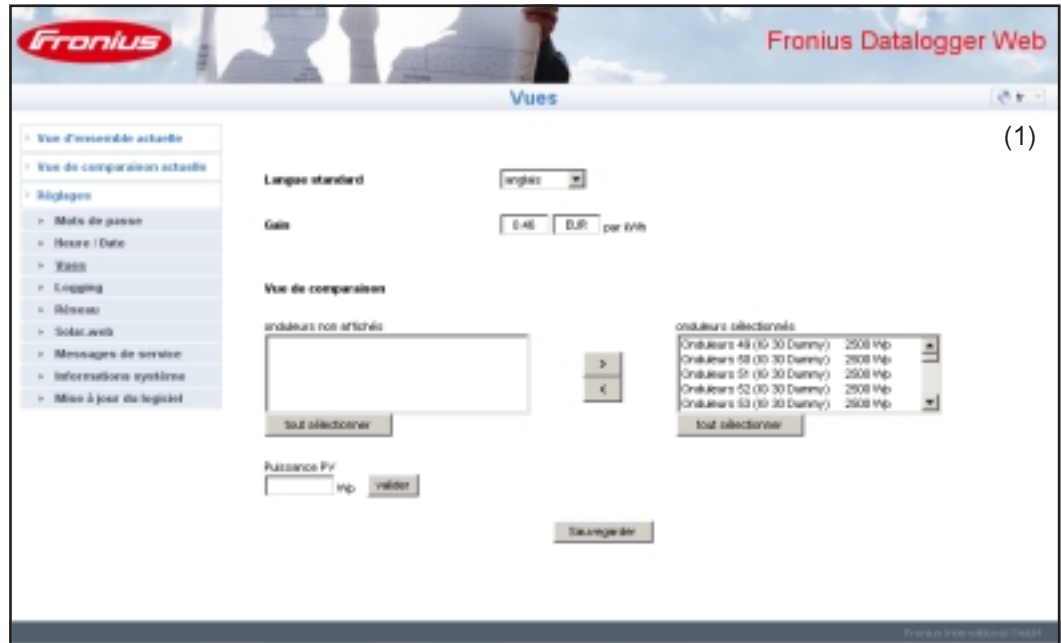 Fronius
Fronius Datalogger Web
Vues
fr
(1)
Vue d'ensemble actuelle
Vue de comparaison actuelle
Réglages
Mots de passe
Heure / Date
Vues
Logging
Réseau
Solar.web
Messages de service
Informations système
Mise à jour du logiciel
Langue standard
anglais
Gain
0.46 EUR par kWh
Vue de comparaison
onduleurs non affichés
onduleurs sélectionnés
Onduleurs 49 (IG 30 Dummy) 2500 Wp
Onduleurs 50 (IG 30 Dummy) 2500 Wp
Onduleurs 51 (IG 30 Dummy) 2500 Wp
Onduleurs 52 (IG 30 Dummy) 2500 Wp
Onduleurs 53 (IG 30 Dummy) 2500 Wp
>
<
tout sélectionner
tout sélectionner
Puissance PV
Wp valider
Sauvegarder
Fronius International GmbH